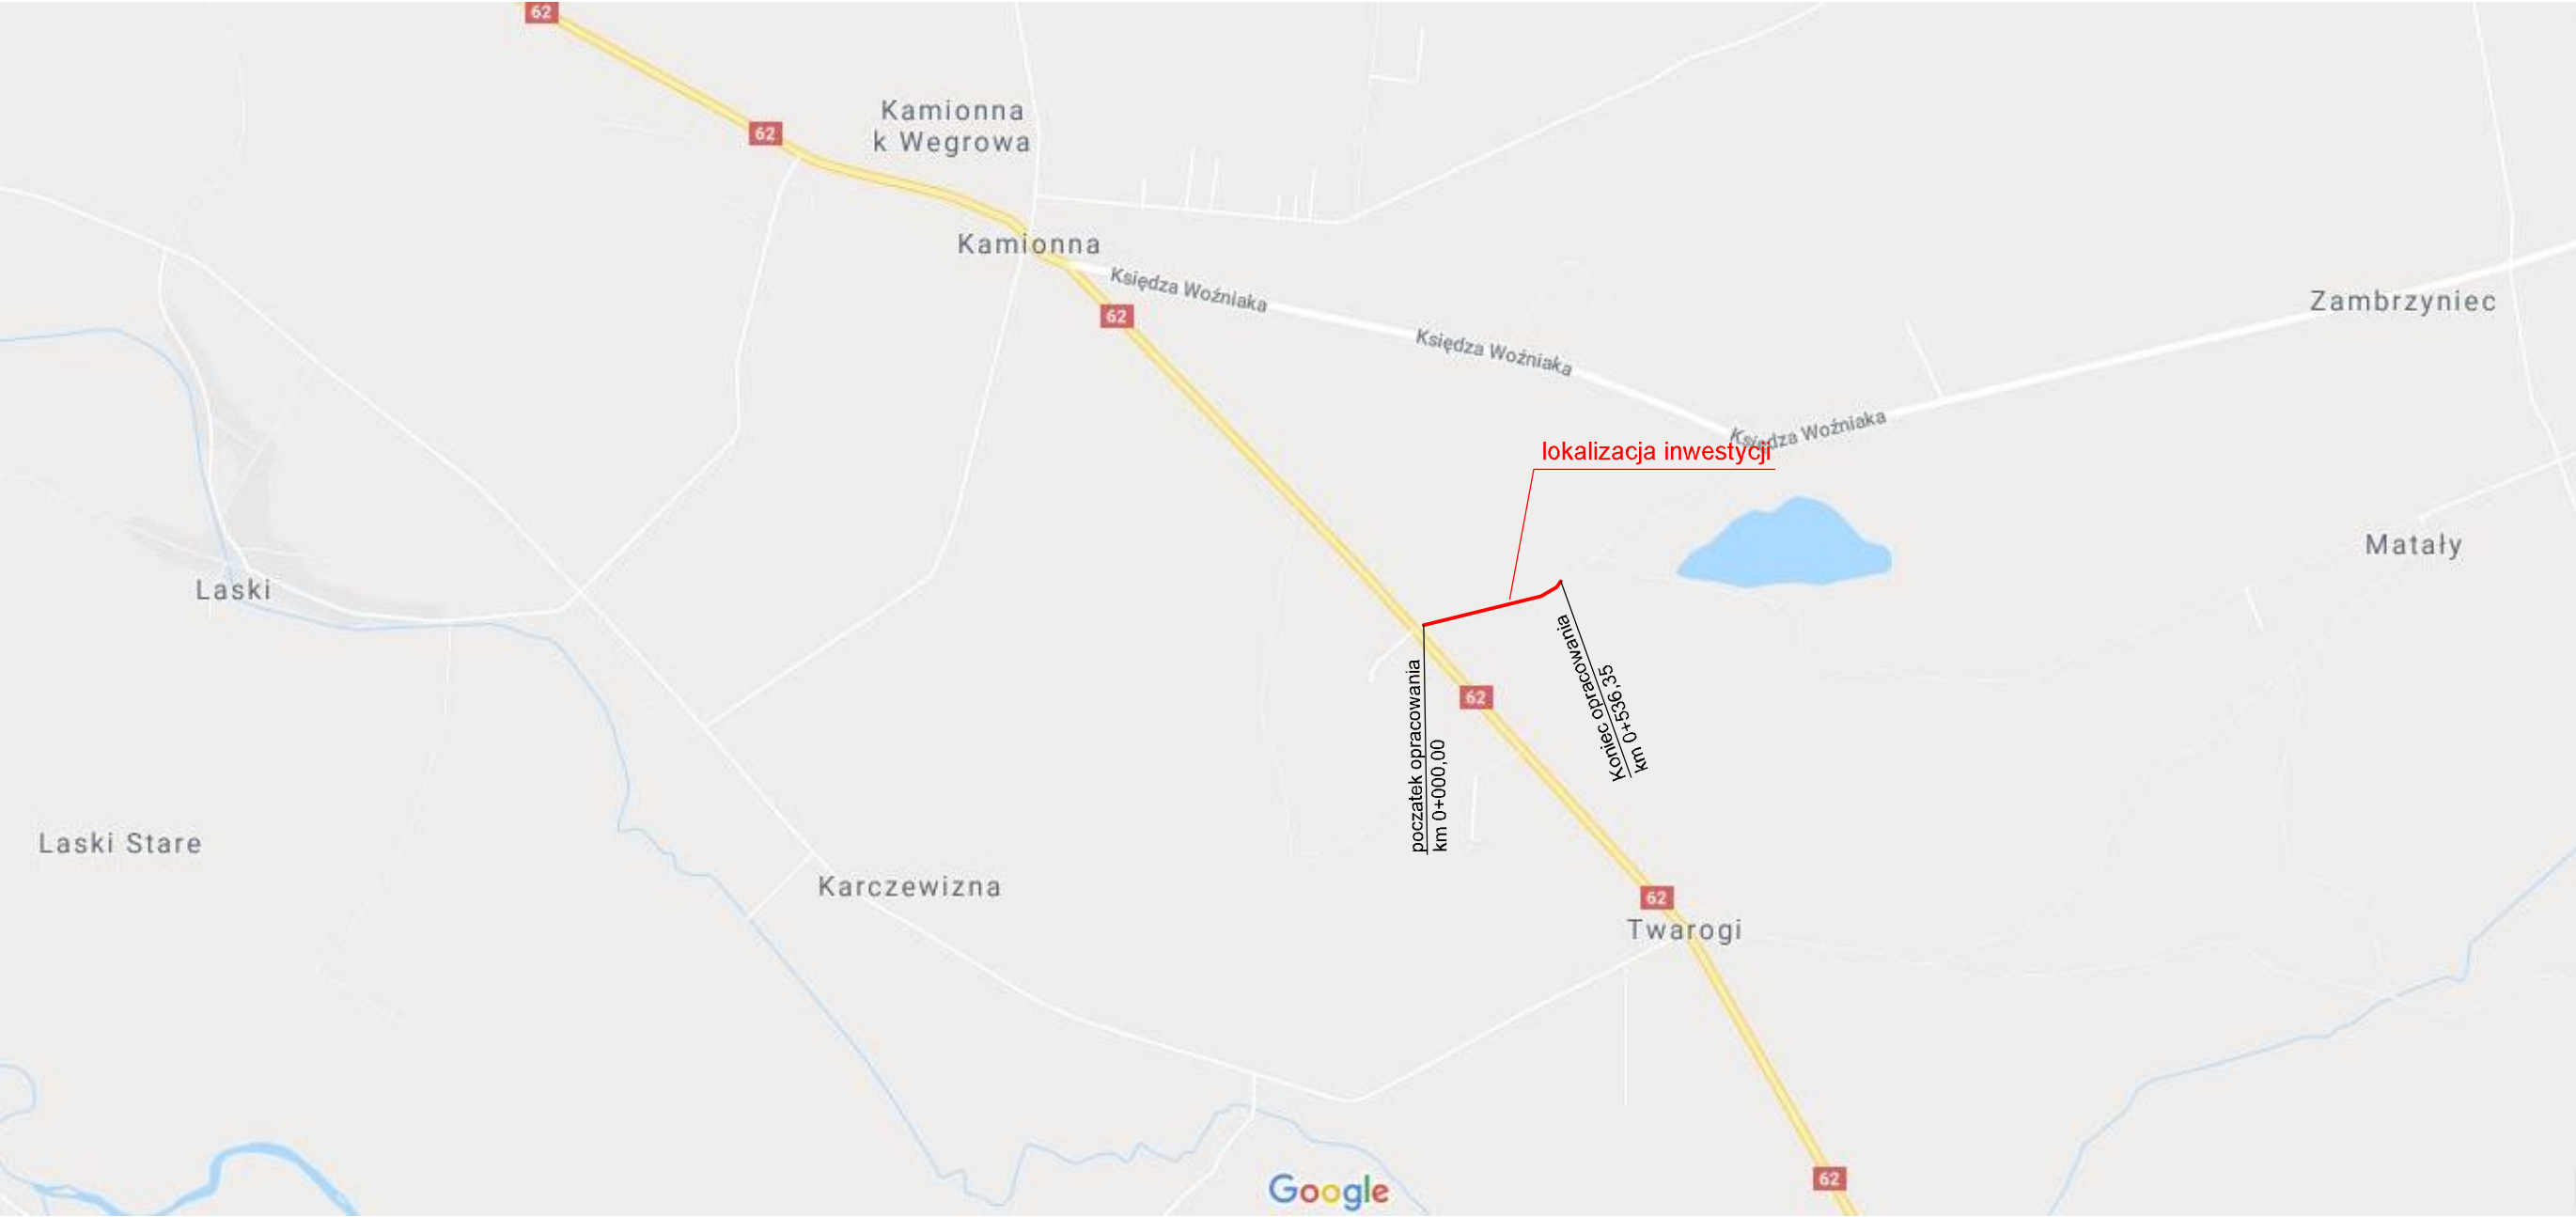 62
62
Kamionna
k Wegrowa
Kamionna
Księdza Woźniaka
62
Księdza Woźniaka
Zambrzyniec
Księdza Woźniaka
lokalizacja inwestycji
Matały
Laski
poczatek opracowania
km 0+000,00
Koniec opracowania
km 0+536,35
62
Laski Stare
Karczewizna
62
Twarogi
62
Google